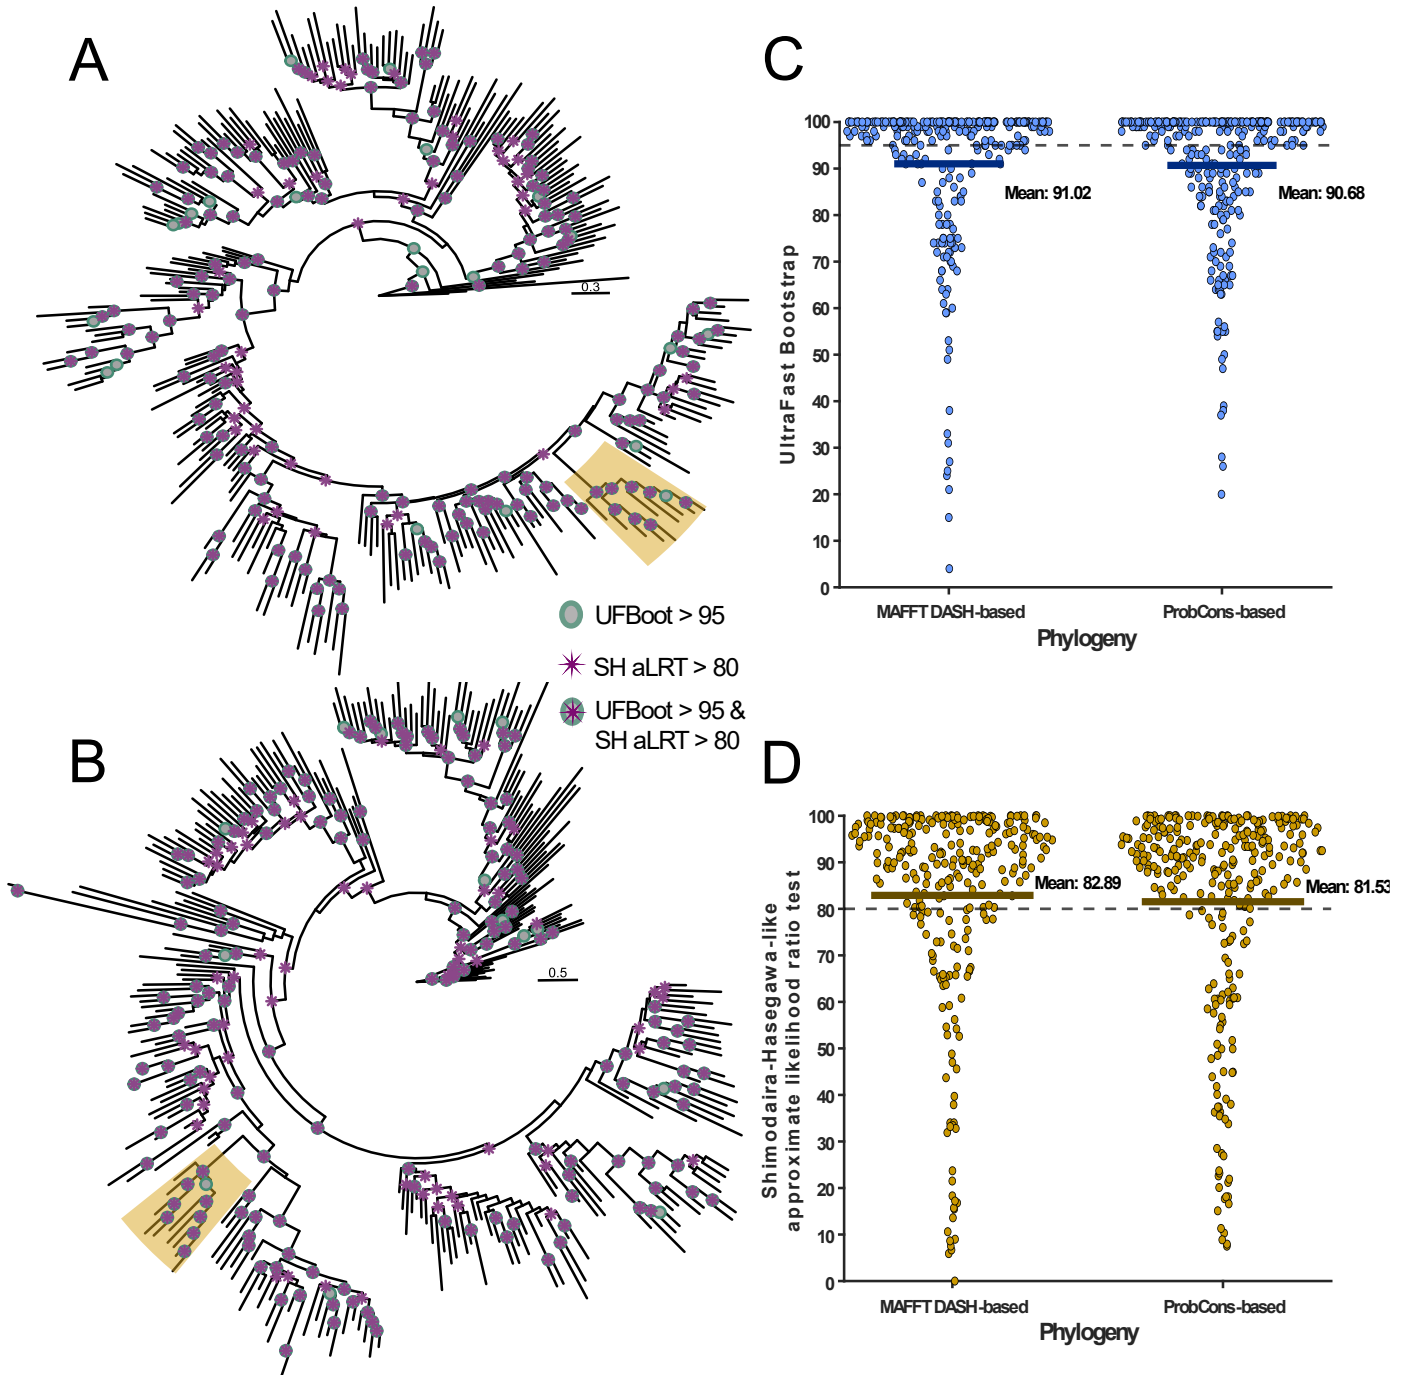 A
0.3
UFBoot > 95
SH aLRT > 80
UFBoot > 95 &
SH aLRT > 80
B
0.5
C
UltraFast Bootstrap
100
90
80
70
60
50
40
30
20
10
0
Mean: 91.02
Mean: 90.68
MAFFT DASH-based
ProbCons-based
Phylogeny
D
Shimodaira-Hasegawa-like
approximate likelihood ratio test
100
90
80
70
60
50
40
30
20
10
0
Mean: 82.89
Mean: 81.53
MAFFT DASH-based
ProbCons-based
Phylogeny